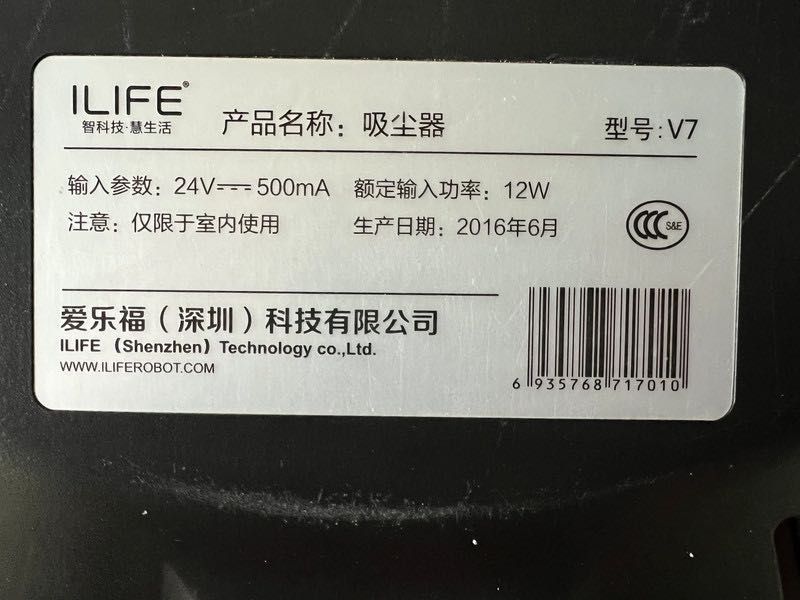 ILIFE®
智科技·慧生活
产品名称：吸尘器
型号:V7
输入参数：24V⎓500mA 额定输入功率：12W
注意：仅限于室内使用 生产日期：2016年6月
CCC S&E
爱乐福（深圳）科技有限公司
ILIFE（Shenzhen）Technology co.,Ltd.
WWW.ILIFEROBOT.COM
6 935768 717010